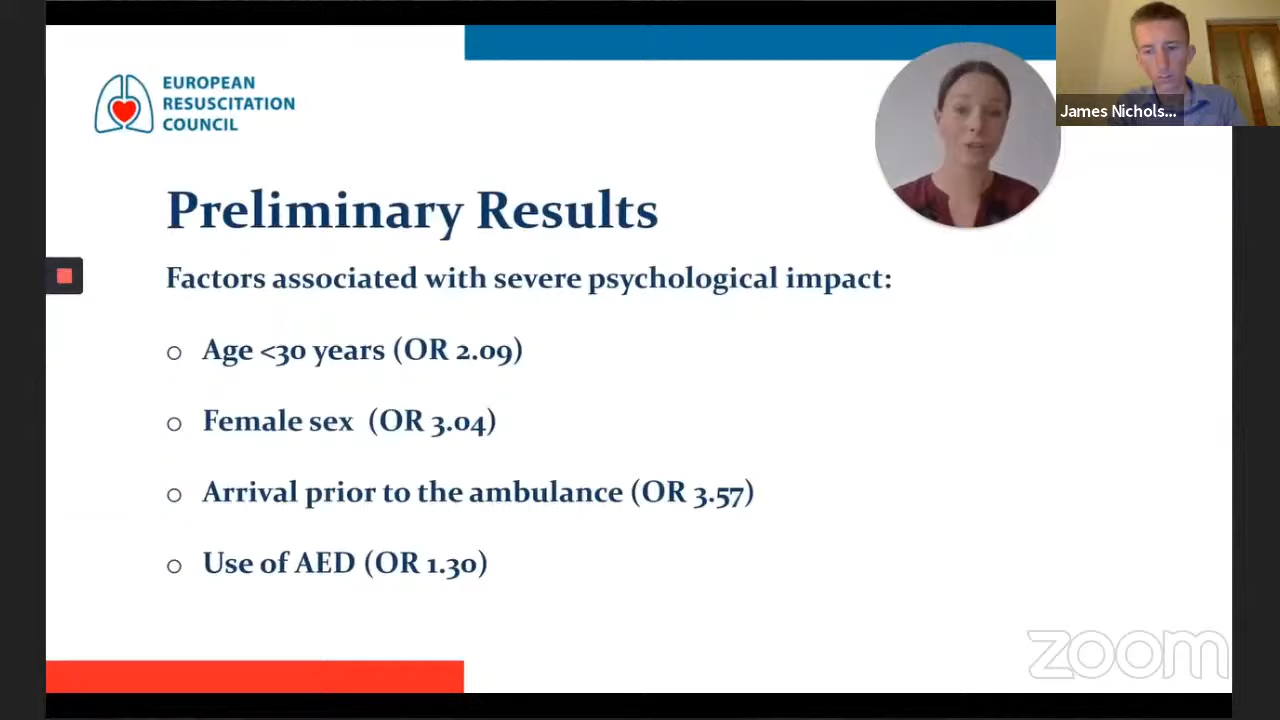 EUROPEAN
RESUSCITATION
COUNCIL
James Nichols...
Preliminary Results
Factors associated with severe psychological impact:
Age <30 years (OR 2.09)
Female sex (OR 3.04)
Arrival prior to the ambulance (OR 3.57)
Use of AED (OR 1.30)
zoom